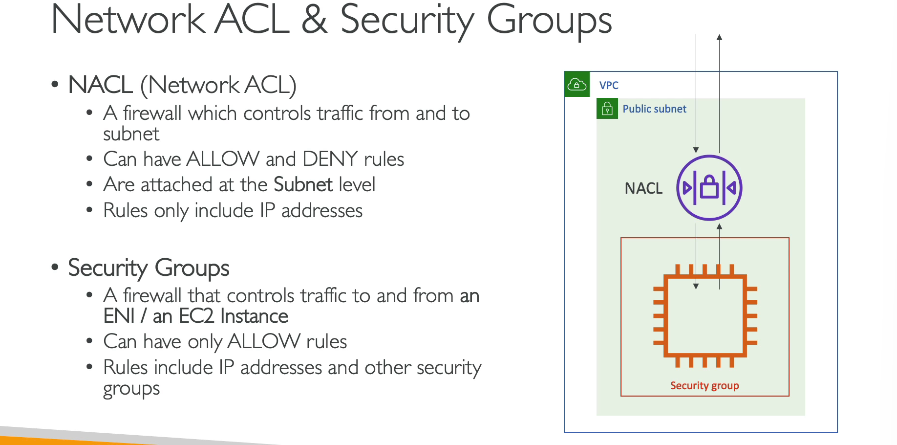 Network ACL & Security Groups
• NACL (Network ACL)
• A firewall which controls traffic from and to
subnet
• Can have ALLOW and DENY rules
• Are attached at the Subnet level
• Rules only include IP addresses
• Security Groups
• A firewall that controls traffic to and from an
ENI / an EC2 Instance
• Can have only ALLOW rules
• Rules include IP addresses and other security
groups
VPC
Public subnet
NACL
Security group